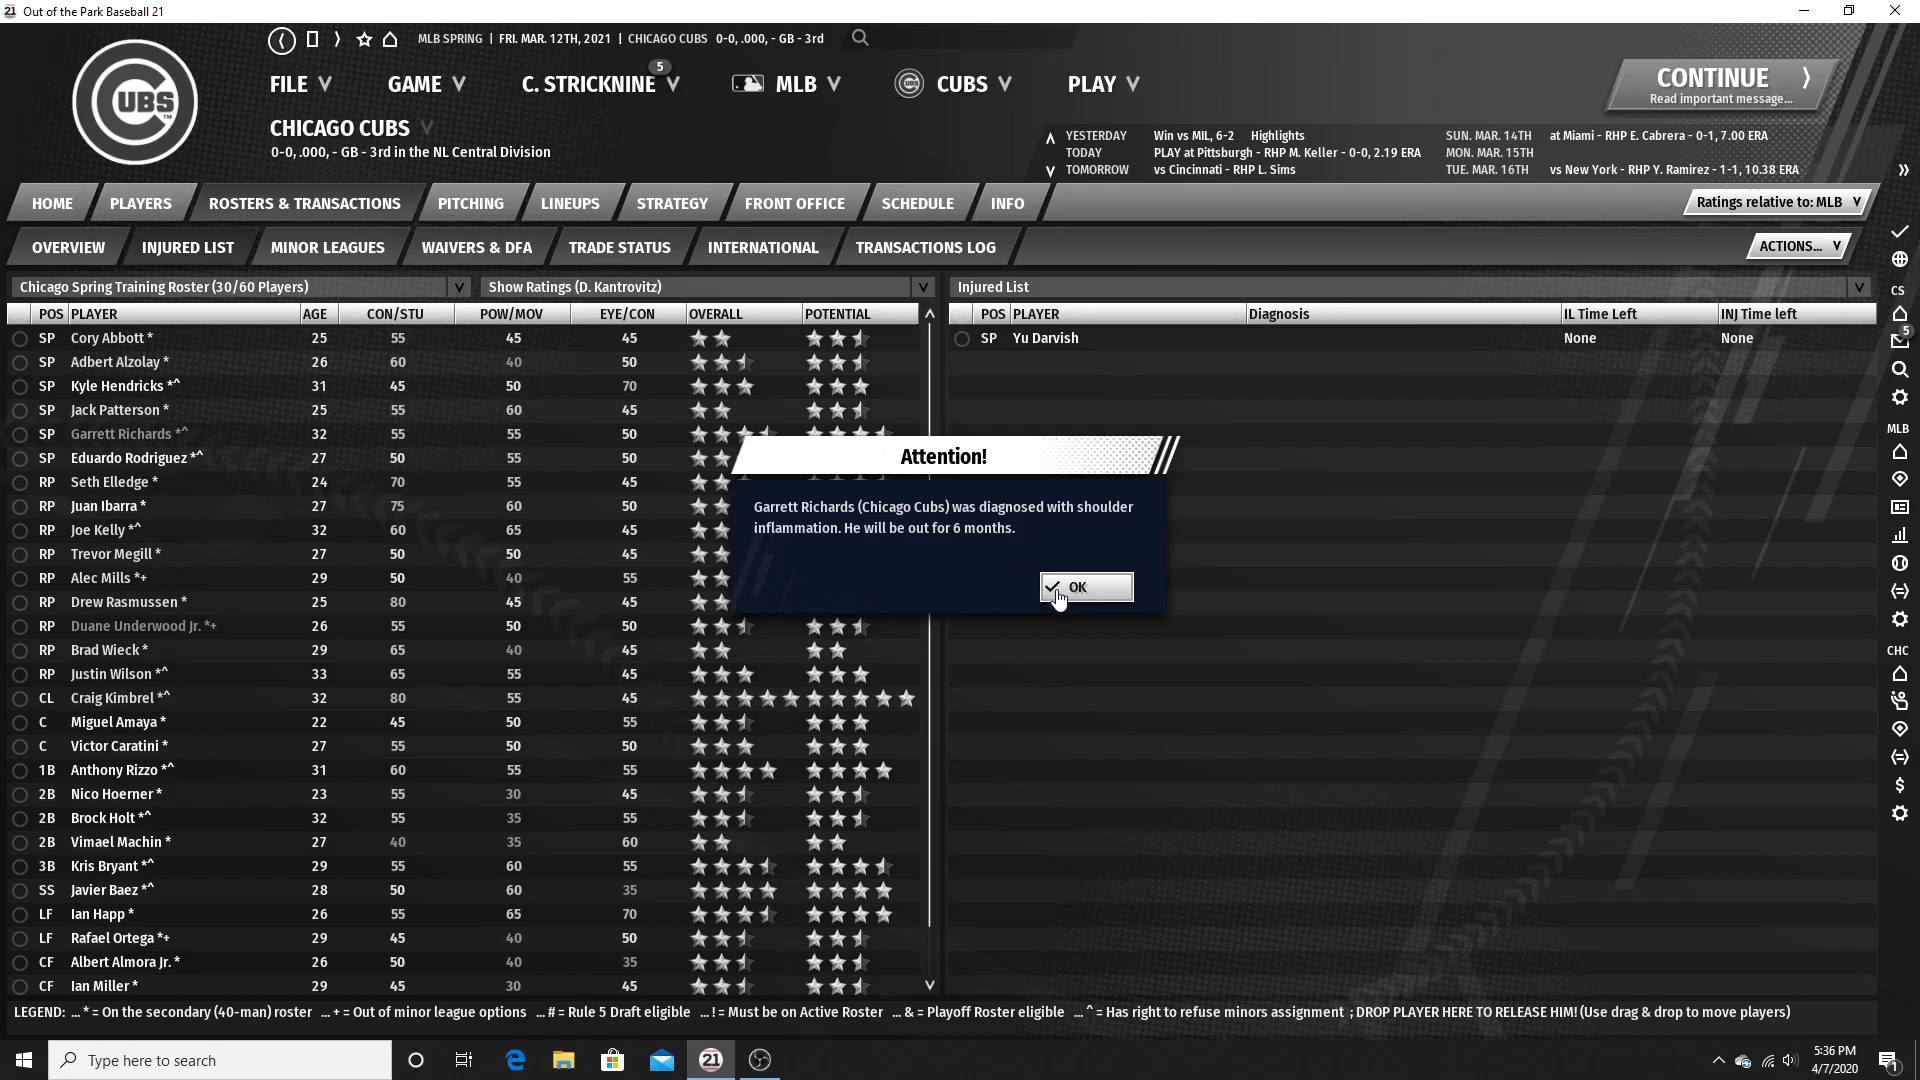 Out of the Park Baseball 21
MLB SPRING | FRI. MAR. 12TH, 2021 | CHICAGO CUBS 0-0, .000, - GB - 3rd
FILE GAME C. STRICKNINE 5 MLB CUBS PLAY
CONTINUE
Read important message...
CUBS
CHICAGO CUBS
0-0, .000, - GB - 3rd in the NL Central Division
YESTERDAY Win vs MIL, 6-2 Highlights SUN. MAR. 14TH at Miami - RHP E. Cabrera - 0-1, 7.00 ERA
TODAY PLAY at Pittsburgh - RHP M. Keller - 0-0, 2.19 ERA MON. MAR. 15TH
TOMORROW vs Cincinnati - RHP L. Sims TUE. MAR. 16TH vs New York - RHP Y. Ramirez - 1-1, 10.38 ERA
HOME PLAYERS ROSTERS & TRANSACTIONS PITCHING LINEUPS STRATEGY FRONT OFFICE SCHEDULE INFO Ratings relative to: MLB
OVERVIEW INJURED LIST MINOR LEAGUES WAIVERS & DFA TRADE STATUS INTERNATIONAL TRANSACTIONS LOG ACTIONS...
Chicago Spring Training Roster (30/60 Players) Show Ratings (D. Kantrovitz) Injured List
POS PLAYER AGE CON/STU POW/MOV EYE/CON OVERALL POTENTIAL POS PLAYER Diagnosis IL Time Left INJ Time left
SP Cory Abbott * 25 55 45 45 SP Yu Darvish None None
SP Adbert Alzolay * 26 60 40 50
SP Kyle Hendricks *^ 31 45 50 70
SP Jack Patterson * 25 55 60 45
SP Garrett Richards *^ 32 55 55 50
SP Eduardo Rodriguez *^ 27 50 55 50
RP Seth Elledge * 24 70 55 45
RP Juan Ibarra * 27 75 60 50
RP Joe Kelly *^ 32 60 65 45
RP Trevor Megill * 27 50 50 45
RP Alec Mills *+ 29 50 40 55
RP Drew Rasmussen * 25 80 45 45
RP Duane Underwood Jr. *+ 26 55 50 50
RP Brad Wieck * 29 65 40 45
RP Justin Wilson *^ 33 65 55 45
CL Craig Kimbrel *^ 32 80 55 45
C Miguel Amaya * 22 45 50 55
C Victor Caratini * 27 55 50 50
1B Anthony Rizzo *^ 31 60 55 55
2B Nico Hoerner * 23 55 30 45
2B Brock Holt *^ 32 55 35 55
2B Vimael Machin * 27 40 35 60
3B Kris Bryant *^ 29 55 60 55
SS Javier Baez *^ 28 50 60 35
LF Ian Happ * 26 55 65 70
LF Rafael Ortega *+ 29 45 40 50
CF Albert Almora Jr. * 26 50 40 35
CF Ian Miller * 29 45 30 45
Attention!
Garrett Richards (Chicago Cubs) was diagnosed with shoulder
inflammation. He will be out for 6 months.
OK
CS
5
MLB
CHC
$
LEGEND: ... * = On the secondary (40-man) roster ... + = Out of minor league options ... # = Rule 5 Draft eligible ... ! = Must be on Active Roster ... & = Playoff Roster eligible ... ^ = Has right to refuse minors assignment ; DROP PLAYER HERE TO RELEASE HIM! (Use drag & drop to move players)
Type here to search
21
5:36 PM
4/7/2020
1